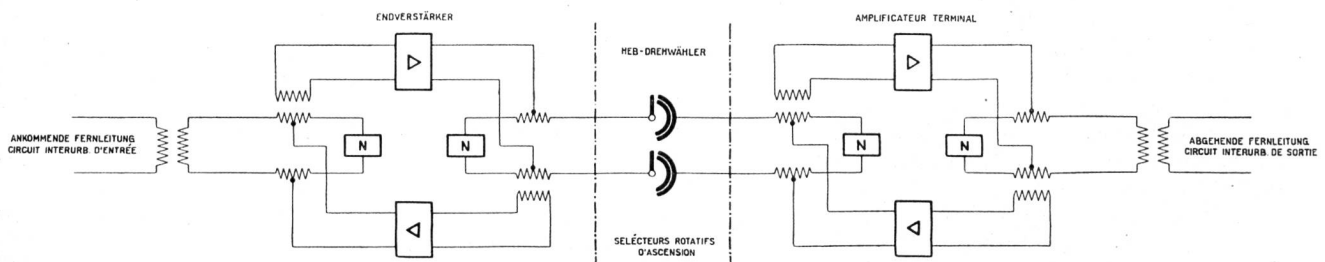 ENDVERSTÄRKER
AMPLIFICATEUR TERMINAL
HEB-DREHWÄHLER
ANKOMMENDE FERNLEITUNG
CIRCUIT INTERURB. D'ENTRÉE
N
N
N
N
ABGEHENDE FERNLEITUNG
CIRCUIT INTERURB. DE SORTIE
SELÉCTEURS ROTATIFS
D'ASCENSION